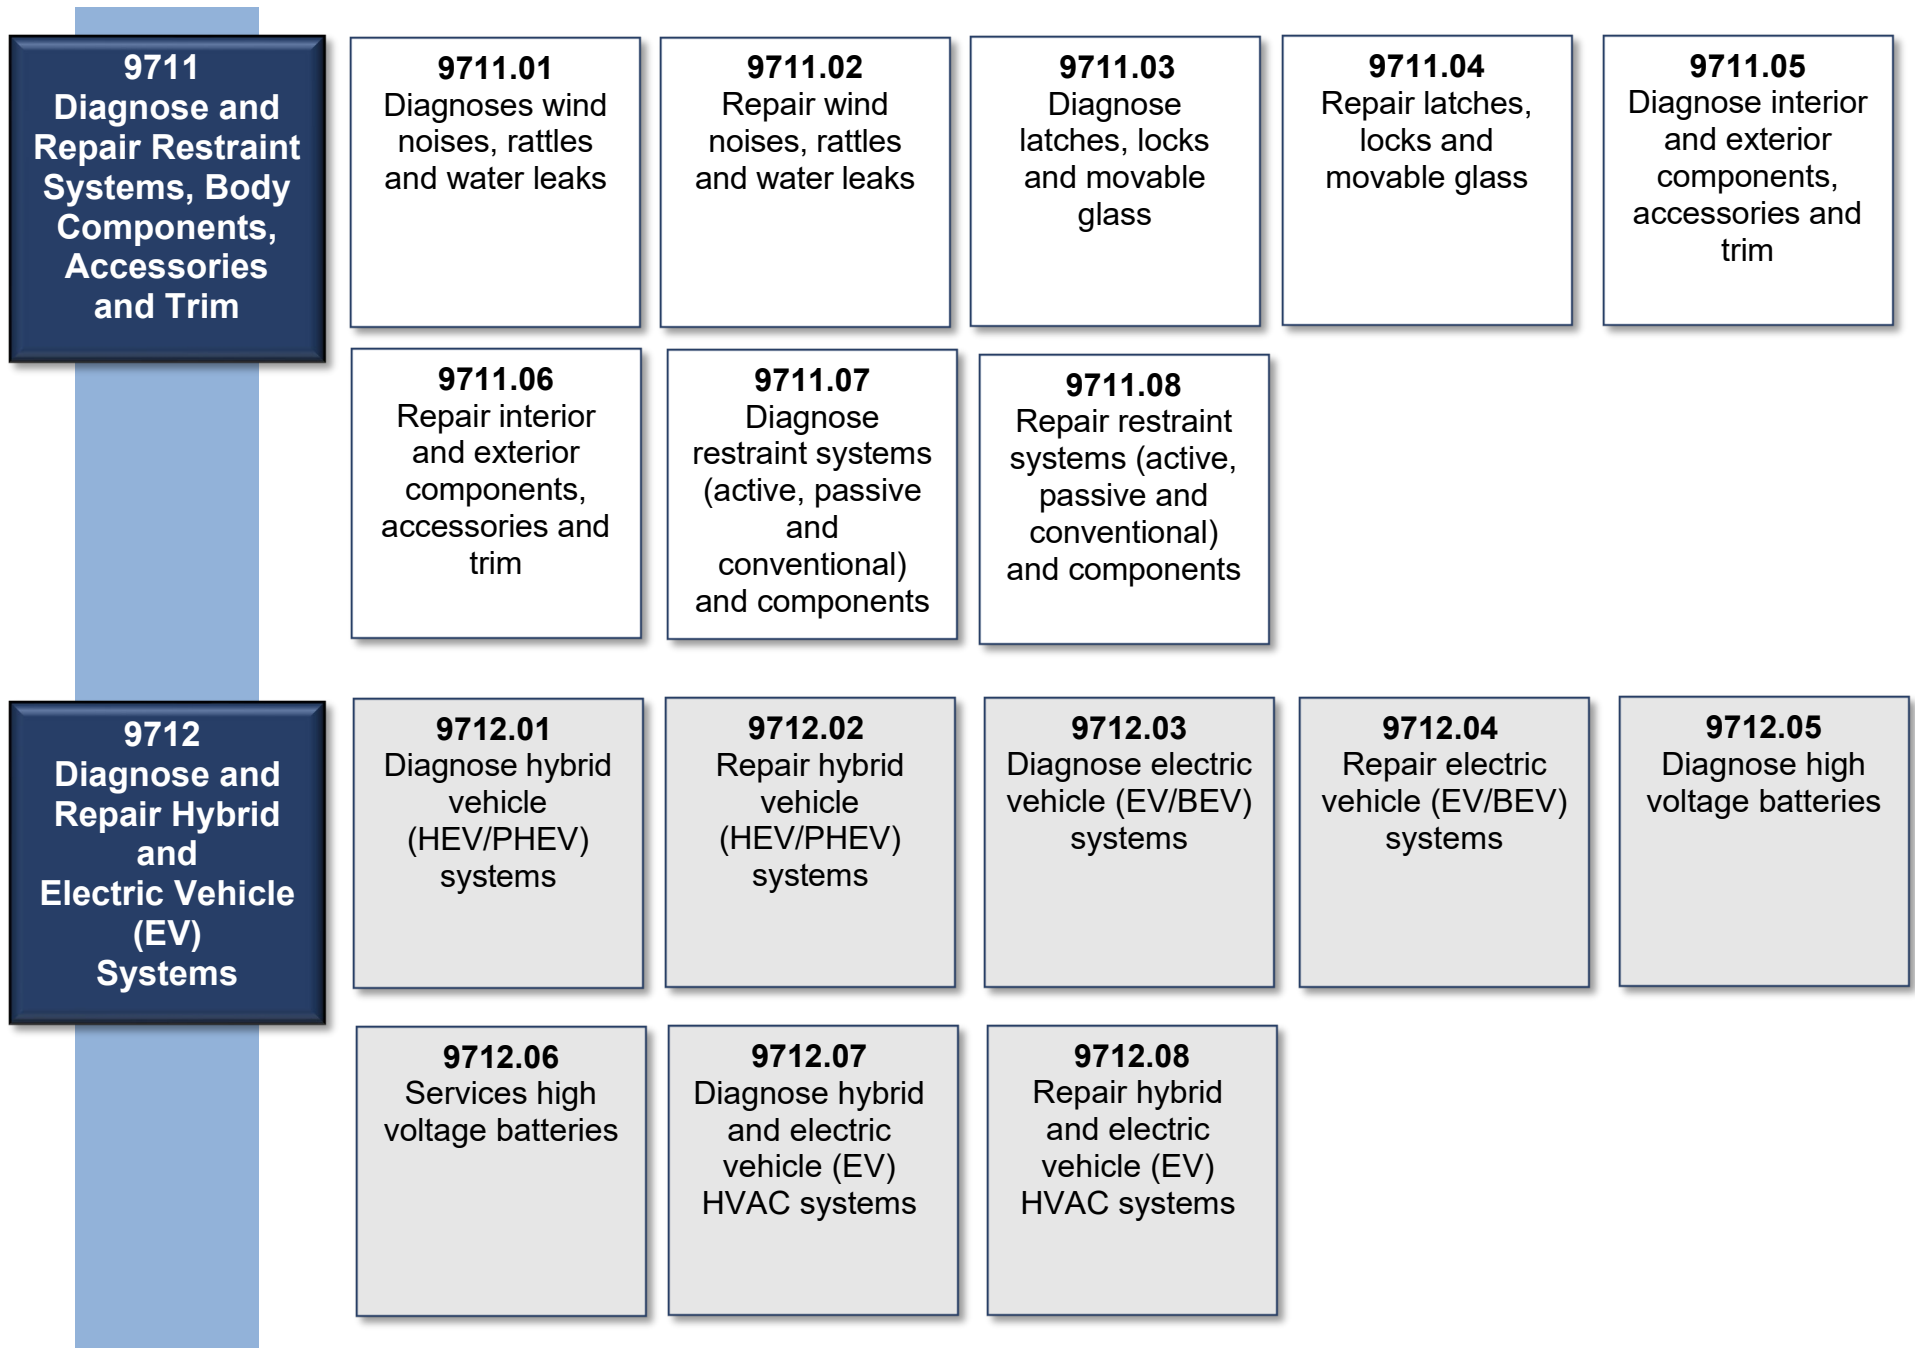 9711
Diagnose and
Repair Restraint
Systems, Body
Components,
Accessories
and Trim
9711.01
Diagnoses wind
noises, rattles
and water leaks
9711.02
Repair wind
noises, rattles
and water leaks
9711.03
Diagnose
latches, locks
and movable
glass
9711.04
Repair latches,
locks and
movable glass
9711.05
Diagnose interior
and exterior
components,
accessories and
trim
9711.06
Repair interior
and exterior
components,
accessories and
trim
9711.07
Diagnose
restraint systems
(active, passive
and
conventional)
and components
9711.08
Repair restraint
systems (active,
passive and
conventional)
and components
9712
Diagnose and
Repair Hybrid
and
Electric Vehicle
(EV)
Systems
9712.01
Diagnose hybrid
vehicle
(HEV/PHEV)
systems
9712.02
Repair hybrid
vehicle
(HEV/PHEV)
systems
9712.03
Diagnose electric
vehicle (EV/BEV)
systems
9712.04
Repair electric
vehicle (EV/BEV)
systems
9712.05
Diagnose high
voltage batteries
9712.06
Services high
voltage batteries
9712.07
Diagnose hybrid
and electric
vehicle (EV)
HVAC systems
9712.08
Repair hybrid
and electric
vehicle (EV)
HVAC systems